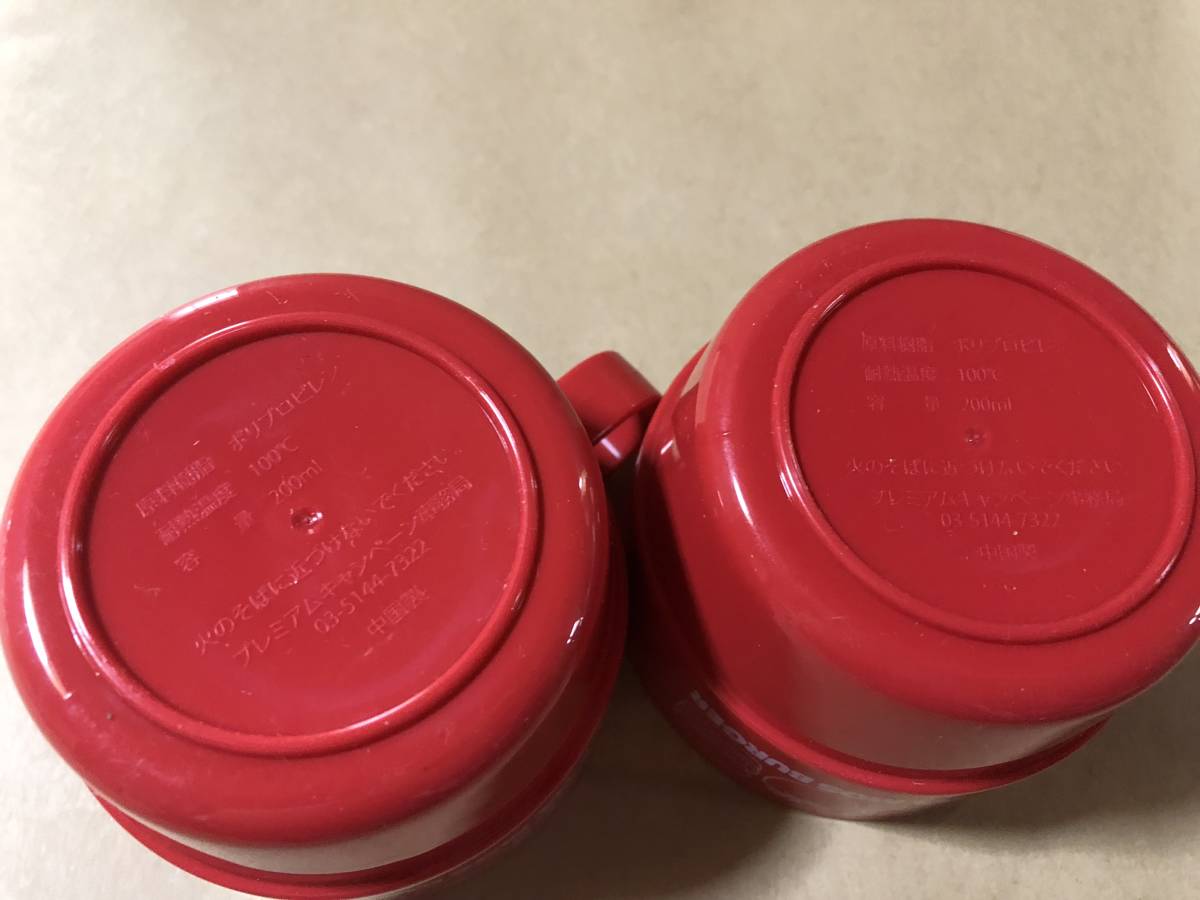 原料樹脂 ポリプロピレン
耐熱温度 100℃
容 量 200ml
火のそばに近づけないでください
プレミアムキャンペーン事務局
03-5144-7322
中国製
原料樹脂 ポリプロピレン
耐熱温度 100℃
容 量 200ml
火のそばに近づけないでください
プレミアムキャンペーン事務局
03-5144-7322
中国製
BURGER